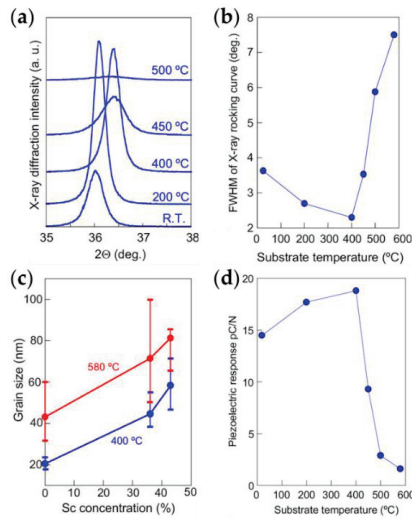 (a)
X-ray diffraction intensity (a. u.)
500 ºC
450 ºC
400 ºC
200 ºC
R.T.
35 36 37 38
2Θ (deg.)
(b)
FWHM of X-ray rocking curve (deg.)
8
7
6
5
4
3
2
0 100 200 300 400 500 600
Substrate temperature (ºC)
(c)
Grain size (nm)
100
80
60
40
20
580 ºC
400 ºC
0 10 20 30 40
Sc concentration (%)
(d)
Piezoelectric response pC/N
20
15
10
5
0
0 100 200 300 400 500 600
Substrate temperature (ºC)